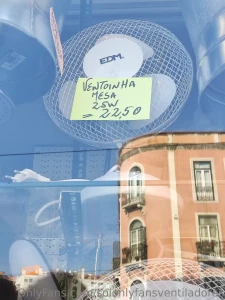 EDM.
VENTOINHA
MESA
25W
= 22,50